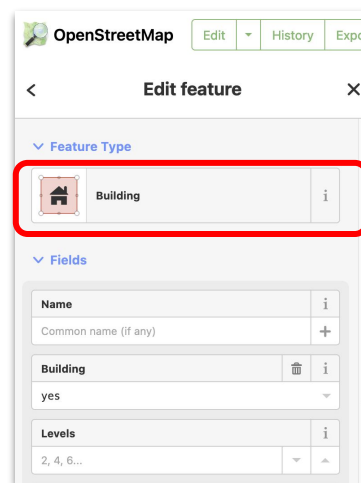 OpenStreetMap Edit History Expo
Edit feature
Feature Type
Building i
Fields
Name i
Common name (if any) +
Building i
yes
Levels i
2, 4, 6...